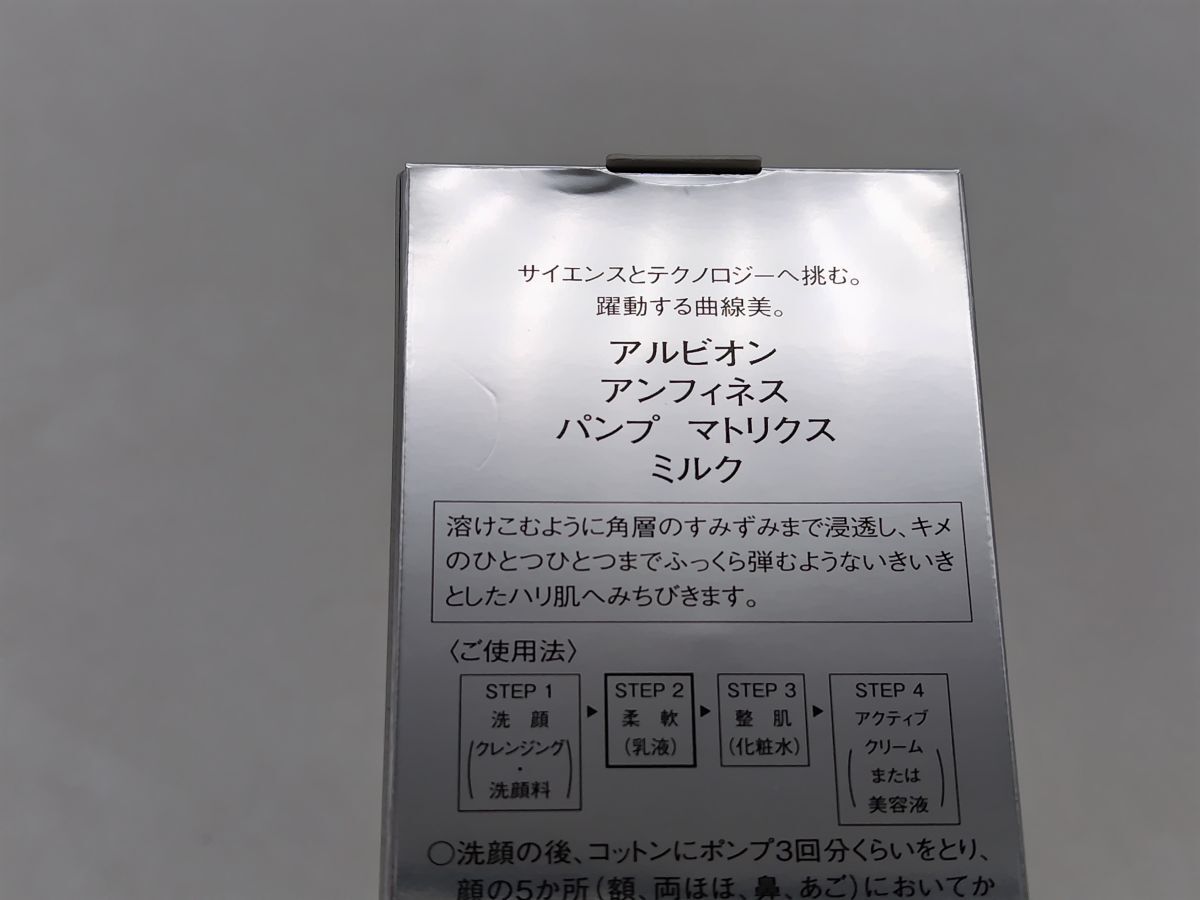 サイエンスとテクノロジーへ挑む。
躍動する曲線美。
アルビオン
アンフィネス
パンプ マトリクス
ミルク
溶けこむように角層のすみずみまで浸透し、キメ
のひとつひとつまでふっくら弾むようないきいき
としたハリ肌へみちびきます。
〈ご使用法〉
STEP 1
洗 顔
(クレンジング
・
洗顔料)
▶
STEP 2
柔 軟
(乳液)
▶
STEP 3
整 肌
(化粧水)
▶
STEP 4
アクティブ
(クリーム
または
美容液)
○洗顔の後、コットンにポンプ3回分くらいをとり、
顔の5か所(額、両ほほ、鼻、あご)においてか